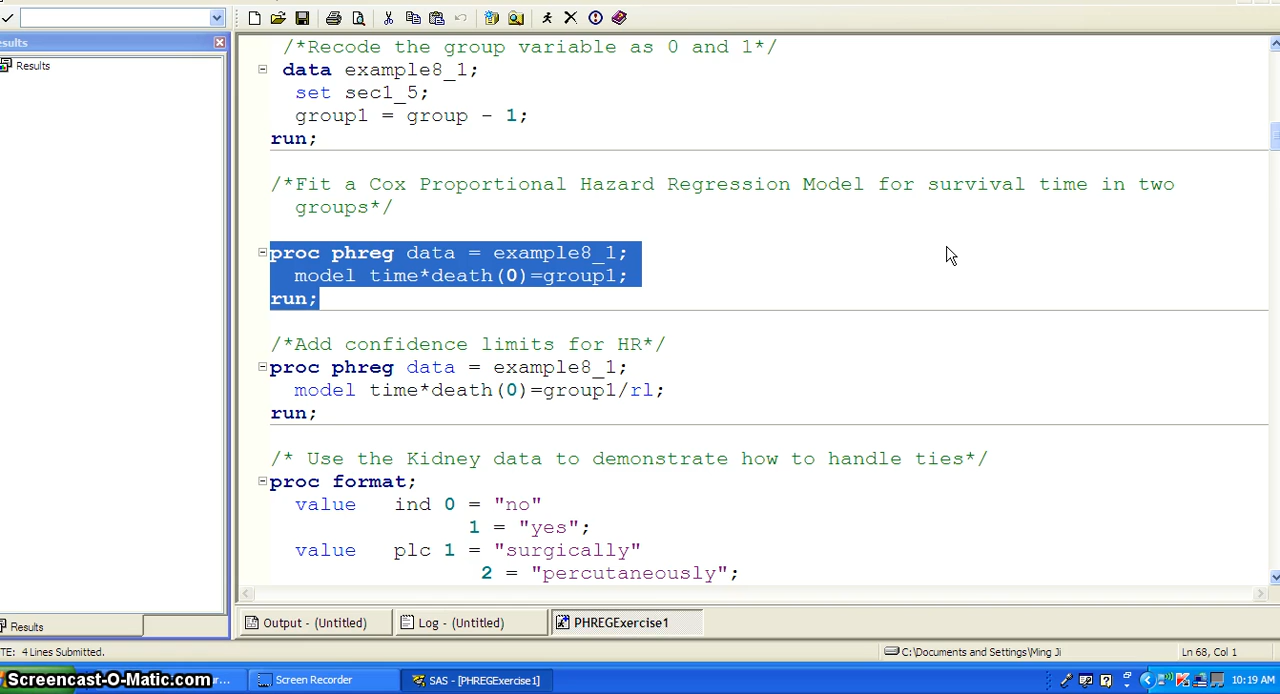 esults
Results
/*Recode the group variable as 0 and 1*/
data example8_1;
set sec1_5;
group1 = group - 1;
run;
/*Fit a Cox Proportional Hazard Regression Model for survival time in two
groups*/
proc phreg data = example8_1;
model time*death(0)=group1;
run;
/*Add confidence limits for HR*/
proc phreg data = example8_1;
model time*death(0)=group1/rl;
run;
/* Use the Kidney data to demonstrate how to handle ties*/
proc format;
value ind 0 = "no"
1 = "yes";
value plc 1 = "surgically"
2 = "percutaneously";
Results
Output - (Untitled)
Log - (Untitled)
PHREGExercise1
TE: 4 Lines Submitted.
C:\Documents and Settings\Ming Ji
Ln 68, Col 1
Screencast-O-Matic.com
ur...
Screen Recorder
SAS - [PHREGExercise1]
10:19 AM